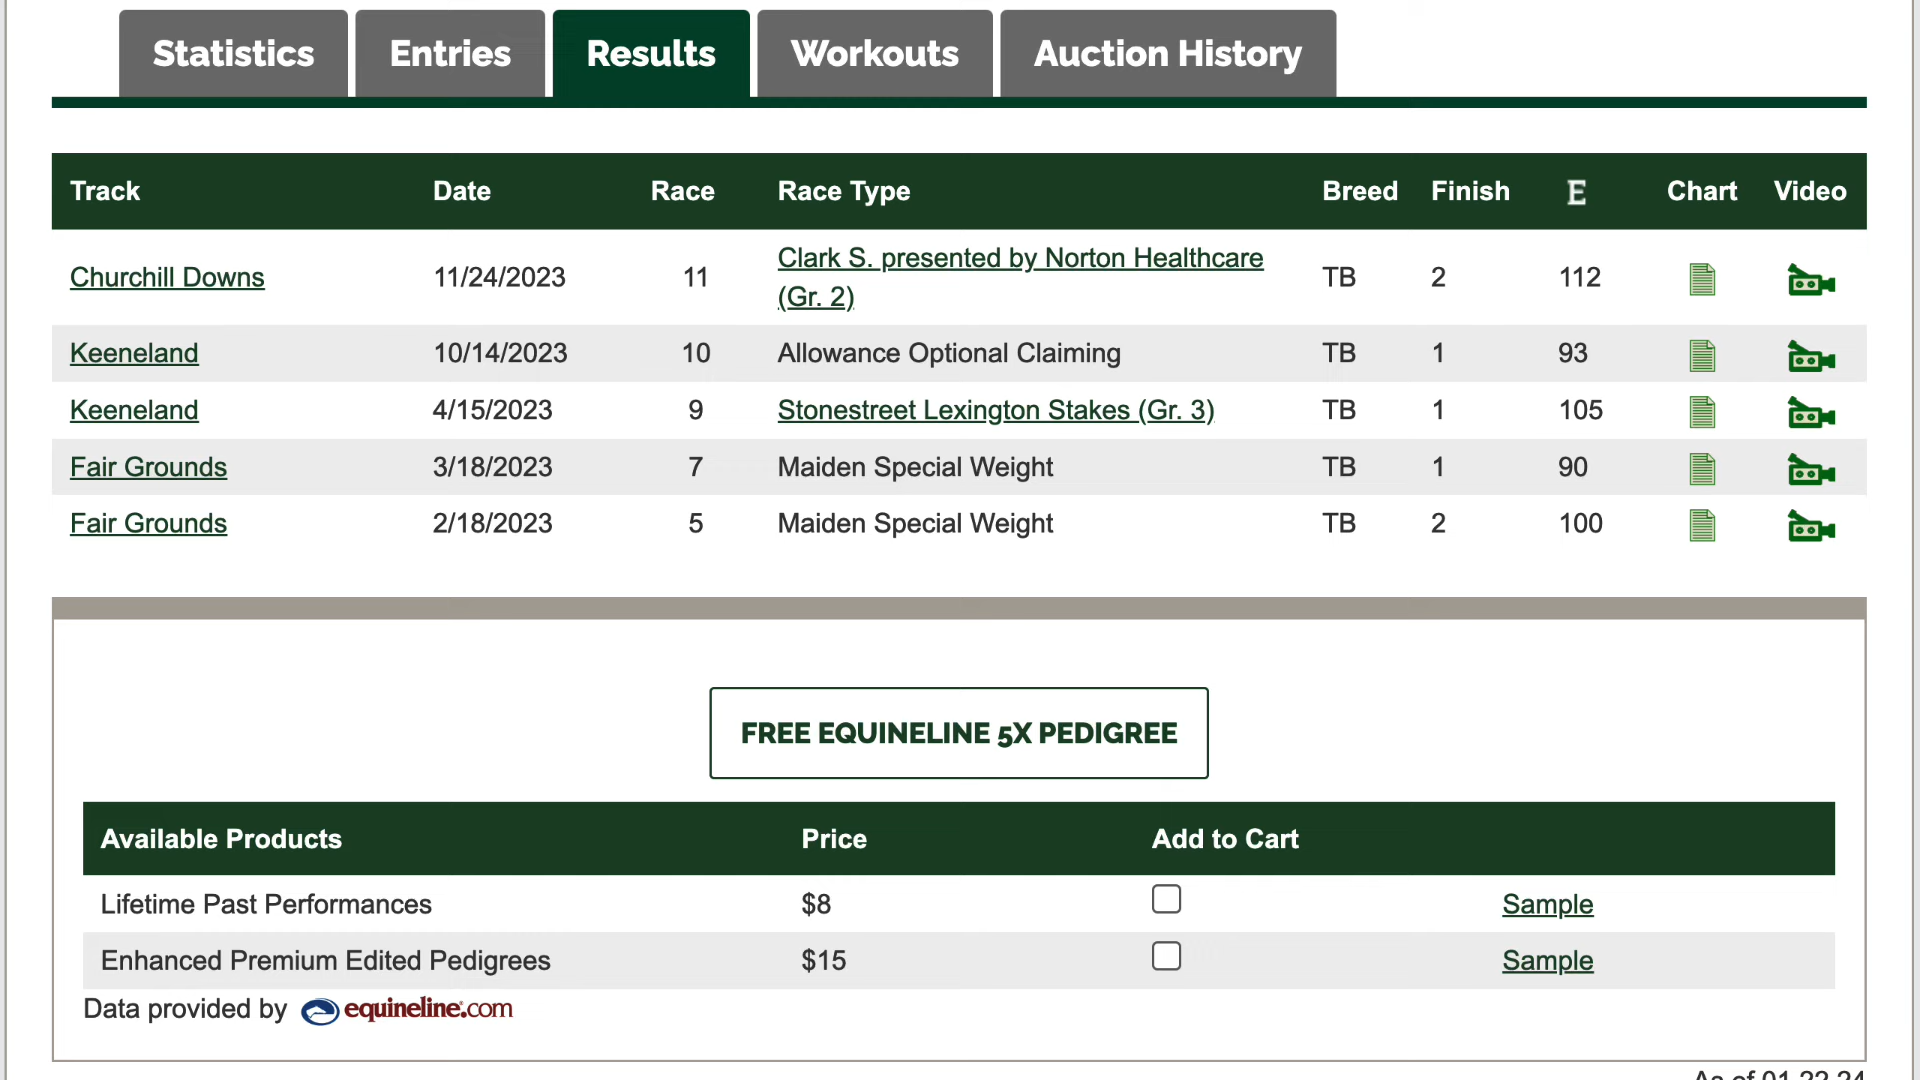 Statistics Entries Results Workouts Auction History
Track Date Race Race Type Breed Finish E Chart Video
Churchill Downs 11/24/2023 11 Clark S. presented by Norton Healthcare (Gr. 2) TB 2 112
Keeneland 10/14/2023 10 Allowance Optional Claiming TB 1 93
Keeneland 4/15/2023 9 Stonestreet Lexington Stakes (Gr. 3) TB 1 105
Fair Grounds 3/18/2023 7 Maiden Special Weight TB 1 90
Fair Grounds 2/18/2023 5 Maiden Special Weight TB 2 100
FREE EQUINELINE 5X PEDIGREE
Available Products Price Add to Cart
Lifetime Past Performances $8 Sample
Enhanced Premium Edited Pedigrees $15 Sample
Data provided by equineline.com
As of 01.22.24